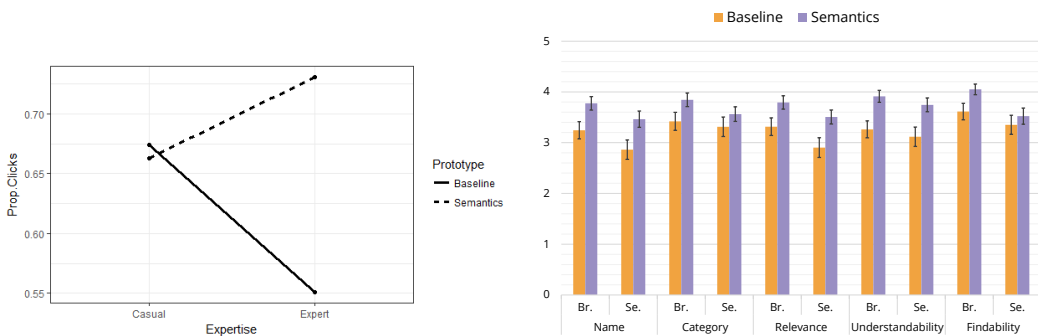 0.70
0.65
0.60
0.55
Prop.Clicks
Casual Expert
Expertise
Prototype
Baseline
Semantics
Baseline Semantics
5
4
3
2
1
0
Br. Se. Br. Se. Br. Se. Br. Se. Br. Se.
Name Category Relevance Understandability Findability